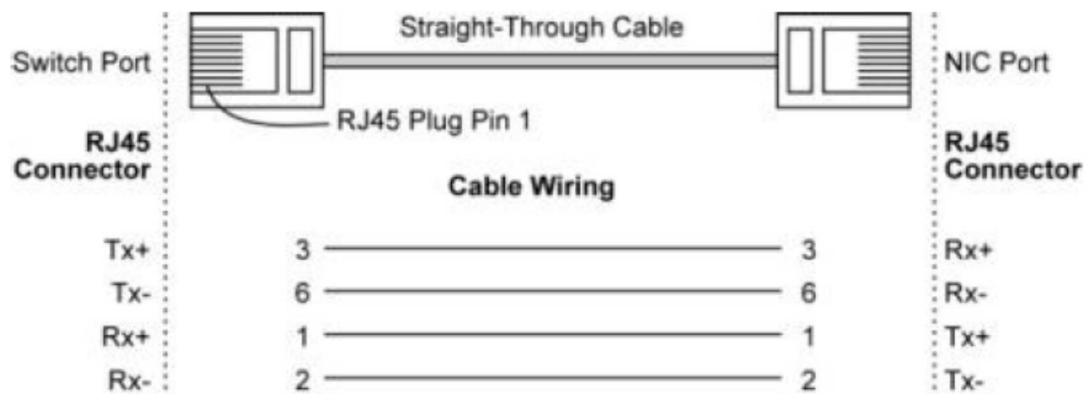 Straight-Through Cable
Switch Port
NIC Port
RJ45 Plug Pin 1
RJ45
Connector
RJ45
Connector
Cable Wiring
Tx+ 3 3 Rx+
Tx- 6 6 Rx-
Rx+ 1 1 Tx+
Rx- 2 2 Tx-